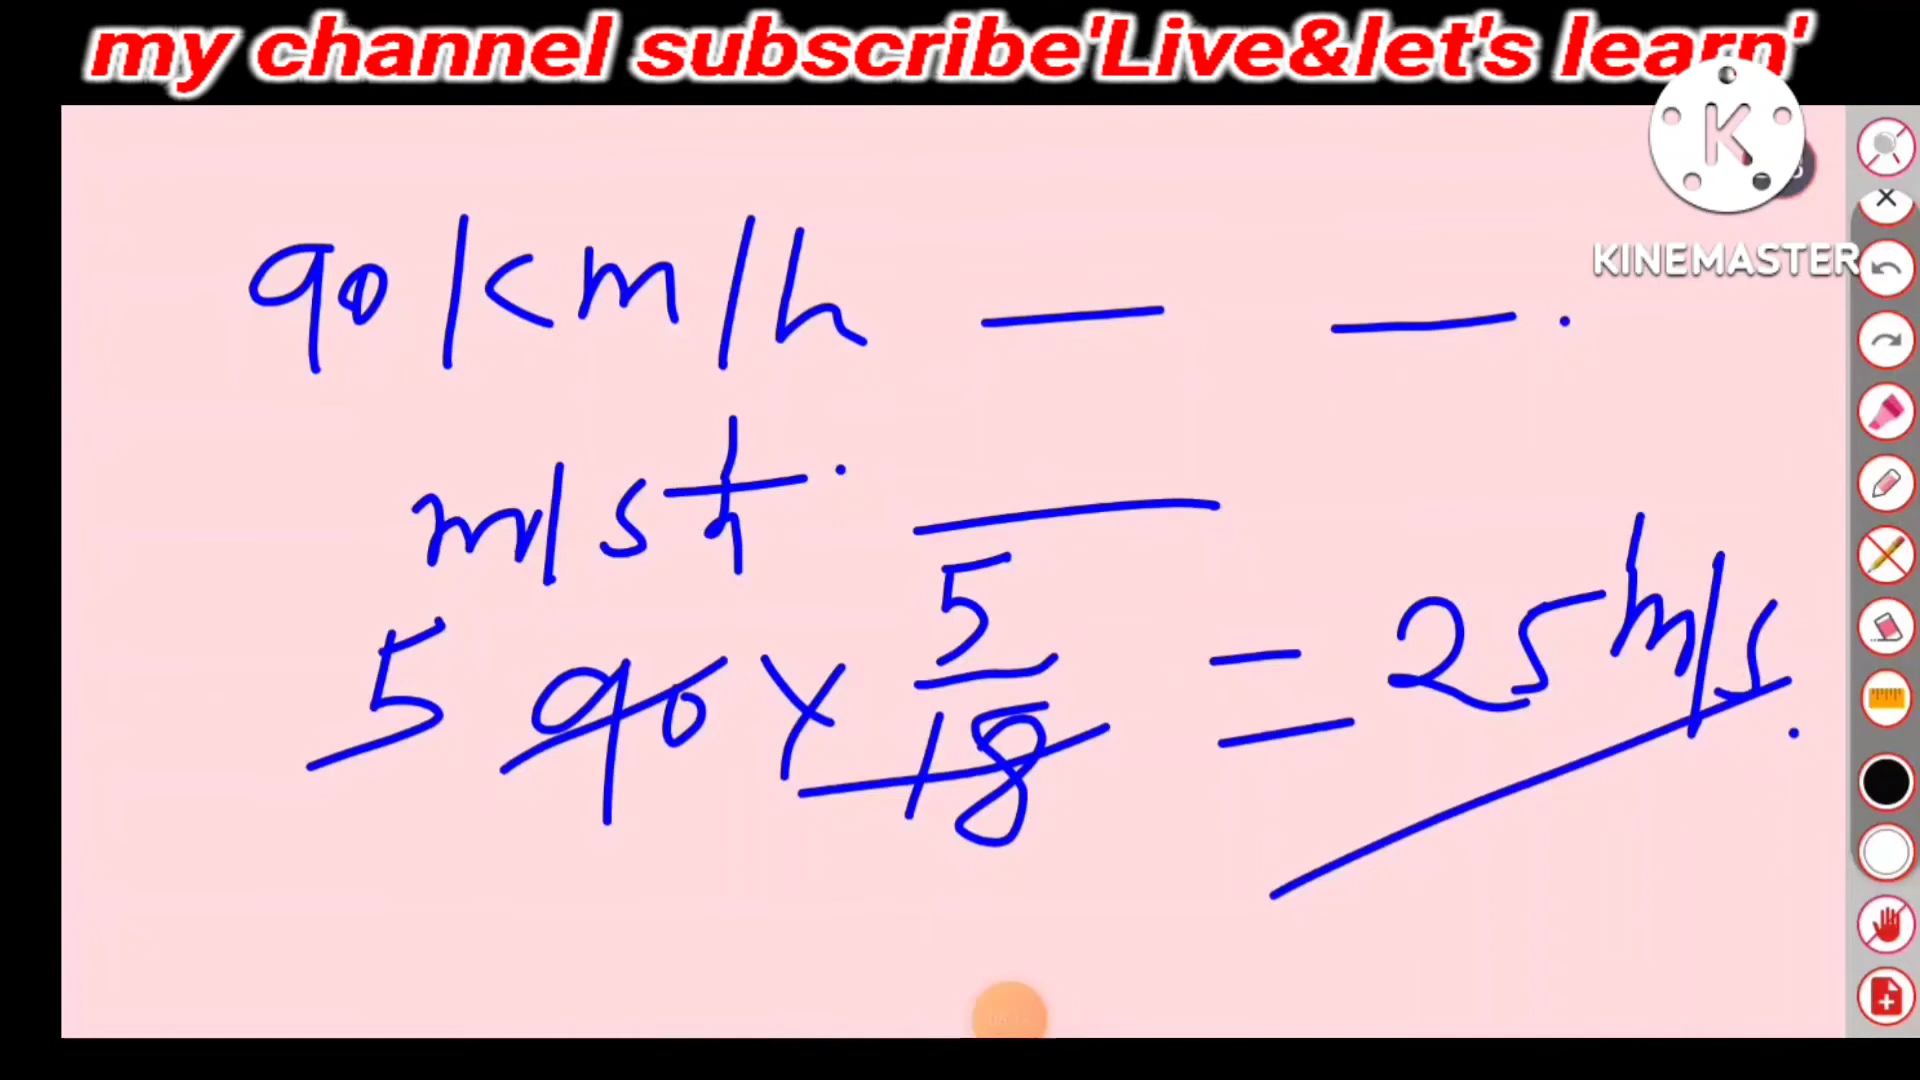 my channel subscribe'Live&let's learn'
K
KINEMASTER
90 km/h — — .
m/s
5 90 × 5/18 = 25 m/s.